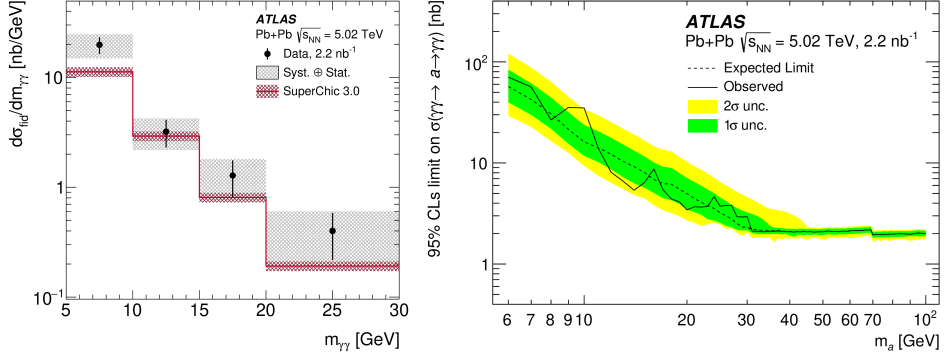 ATLAS
Pb+Pb √sNN = 5.02 TeV
Data, 2.2 nb⁻¹
Syst. ⊕ Stat.
SuperChic 3.0
dσfid/dmγγ [nb/GeV]
10
1
10⁻¹
5 10 15 20 25 30
mγγ [GeV]
ATLAS
Pb+Pb √sNN = 5.02 TeV, 2.2 nb⁻¹
Expected Limit
Observed
2σ unc.
1σ unc.
95% CLs limit on σ(γγ→ a→γγ) [nb]
10²
10
1
6 7 8 9 10 20 30 40 50 60 70 10²
ma [GeV]